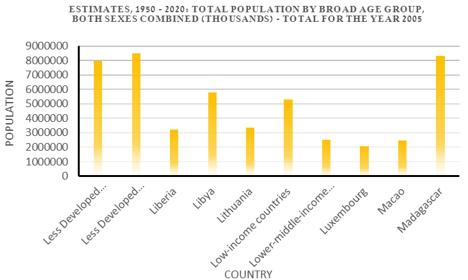 ESTIMATES, 1950 - 2020: TOTAL POPULATION BY BROAD AGE GROUP,
BOTH SEXES COMBINED (THOUSANDS) - TOTAL FOR THE YEAR 2005
POPULATION
9000000
8000000
7000000
6000000
5000000
4000000
3000000
2000000
1000000
0
Less Developed...
Less Developed...
Liberia
Libya
Lithuania
Low-income countries
Lower-middle-income...
Luxembourg
Macao
Madagascar
COUNTRY